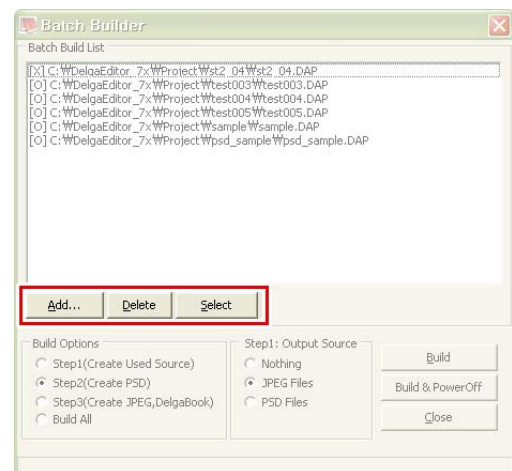 Batch Builder
Batch Build List
[X] C:₩DelgaEditor_7x₩Project₩st2_04₩st2_04.DAP
[O] C:₩DelgaEditor_7x₩Project₩test003₩test003.DAP
[O] C:₩DelgaEditor_7x₩Project₩test004₩test004.DAP
[O] C:₩DelgaEditor_7x₩Project₩test005₩test005.DAP
[O] C:₩DelgaEditor_7x₩Project₩sample₩sample.DAP
[O] C:₩DelgaEditor_7x₩Project₩psd_sample₩psd_sample.DAP
Add... Delete Select
Build Options
Step1(Create Used Source)
Step2(Create PSD)
Step3(Create JPEG,DelgaBook)
Build All
Step1: Output Source
Nothing
JPEG Files
PSD Files
Build
Build & PowerOff
Close